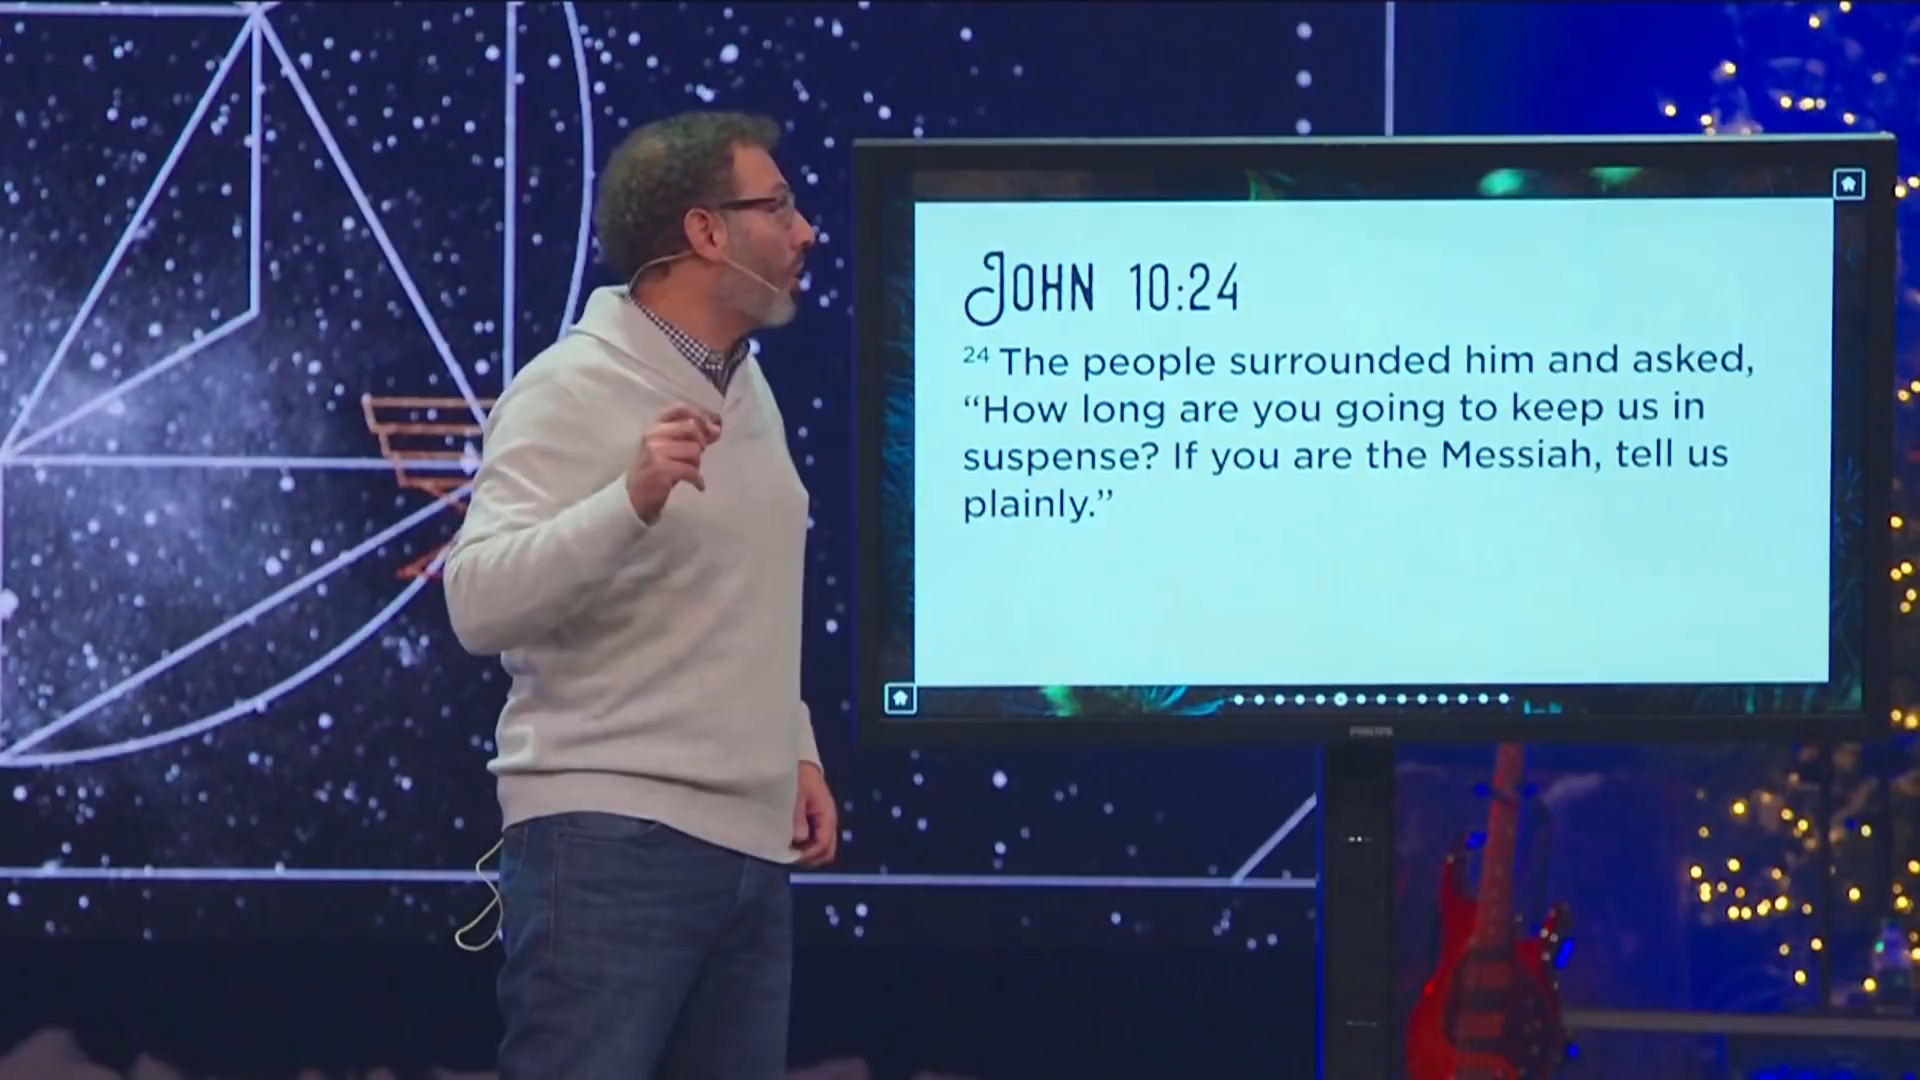 JOHN 10:24
24 The people surrounded him and asked,
“How long are you going to keep us in
suspense? If you are the Messiah, tell us
plainly.”
PHILIPS